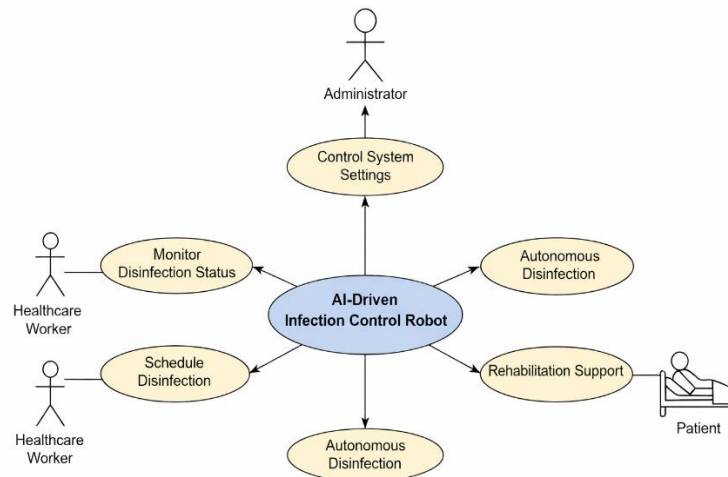 Administrator
Control System
Settings
Monitor
Disinfection Status
Autonomous
Disinfection
Healthcare
Worker
AI-Driven
Infection Control Robot
Schedule
Disinfection
Rehabilitation Support
Healthcare
Worker
Autonomous
Disinfection
Patient